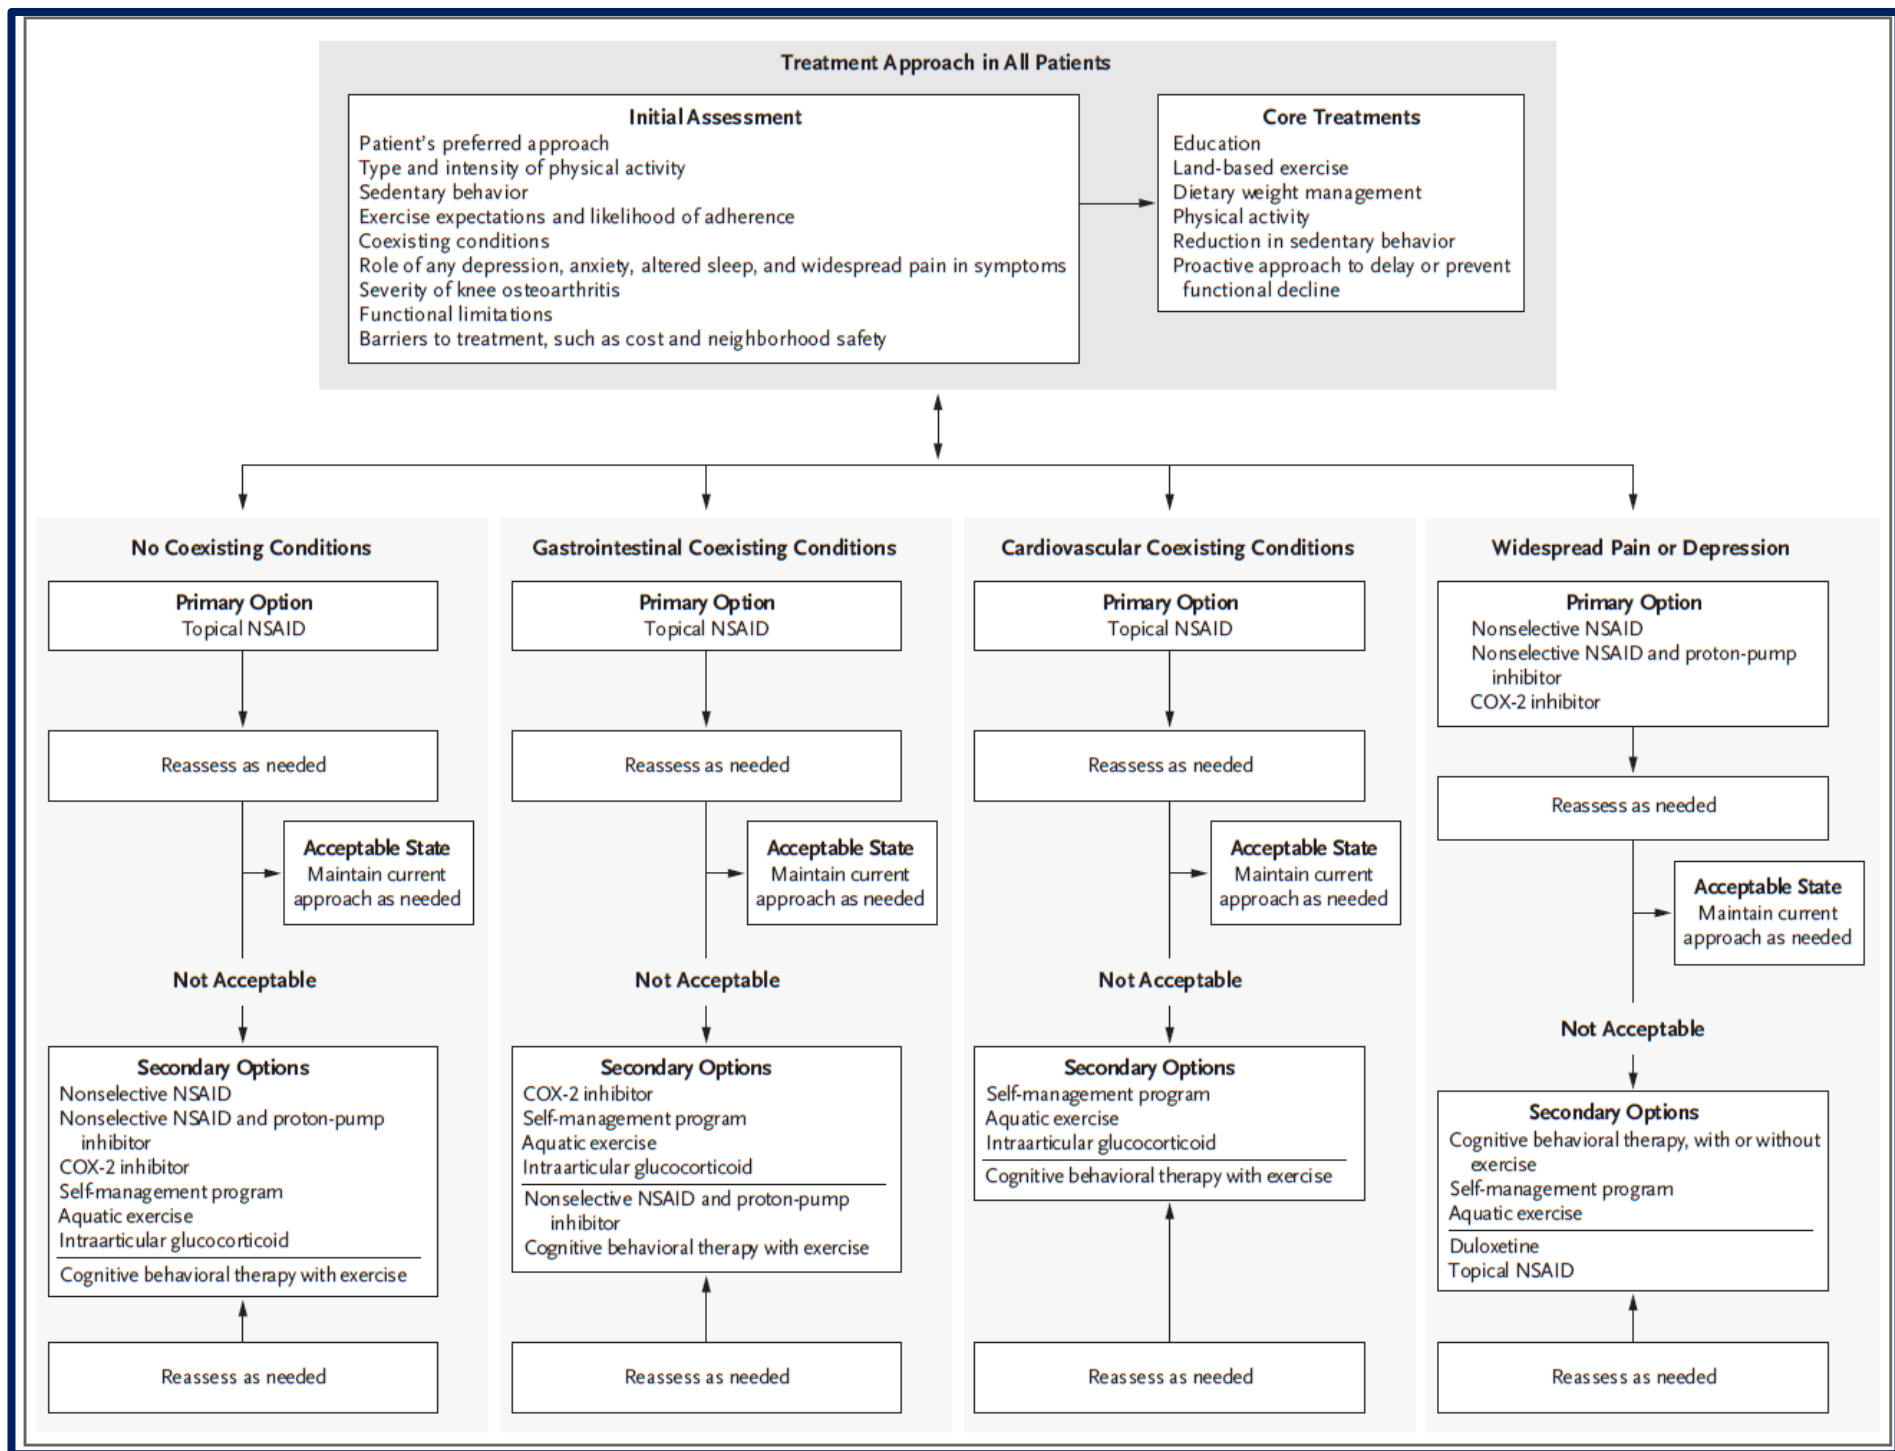 Treatment Approach in All Patients
Initial Assessment
Patient's preferred approach
Type and intensity of physical activity
Sedentary behavior
Exercise expectations and likelihood of adherence
Coexisting conditions
Role of any depression, anxiety, altered sleep, and widespread pain in symptoms
Severity of knee osteoarthritis
Functional limitations
Barriers to treatment, such as cost and neighborhood safety
Core Treatments
Education
Land-based exercise
Dietary weight management
Physical activity
Reduction in sedentary behavior
Proactive approach to delay or prevent
functional decline
No Coexisting Conditions
Primary Option
Topical NSAID
Reassess as needed
Acceptable State
Maintain current
approach as needed
Not Acceptable
Secondary Options
Nonselective NSAID
Nonselective NSAID and proton-pump
inhibitor
COX-2 inhibitor
Self-management program
Aquatic exercise
Intraarticular glucocorticoid
Cognitive behavioral therapy with exercise
Reassess as needed
Gastrointestinal Coexisting Conditions
Primary Option
Topical NSAID
Reassess as needed
Acceptable State
Maintain current
approach as needed
Not Acceptable
Secondary Options
COX-2 inhibitor
Self-management program
Aquatic exercise
Intraarticular glucocorticoid
Nonselective NSAID and proton-pump
inhibitor
Cognitive behavioral therapy with exercise
Reassess as needed
Cardiovascular Coexisting Conditions
Primary Option
Topical NSAID
Reassess as needed
Acceptable State
Maintain current
approach as needed
Not Acceptable
Secondary Options
Self-management program
Aquatic exercise
Intraarticular glucocorticoid
Cognitive behavioral therapy with exercise
Reassess as needed
Widespread Pain or Depression
Primary Option
Nonselective NSAID
Nonselective NSAID and proton-pump
inhibitor
COX-2 inhibitor
Reassess as needed
Acceptable State
Maintain current
approach as needed
Not Acceptable
Secondary Options
Cognitive behavioral therapy, with or without
exercise
Self-management program
Aquatic exercise
Duloxetine
Topical NSAID
Reassess as needed